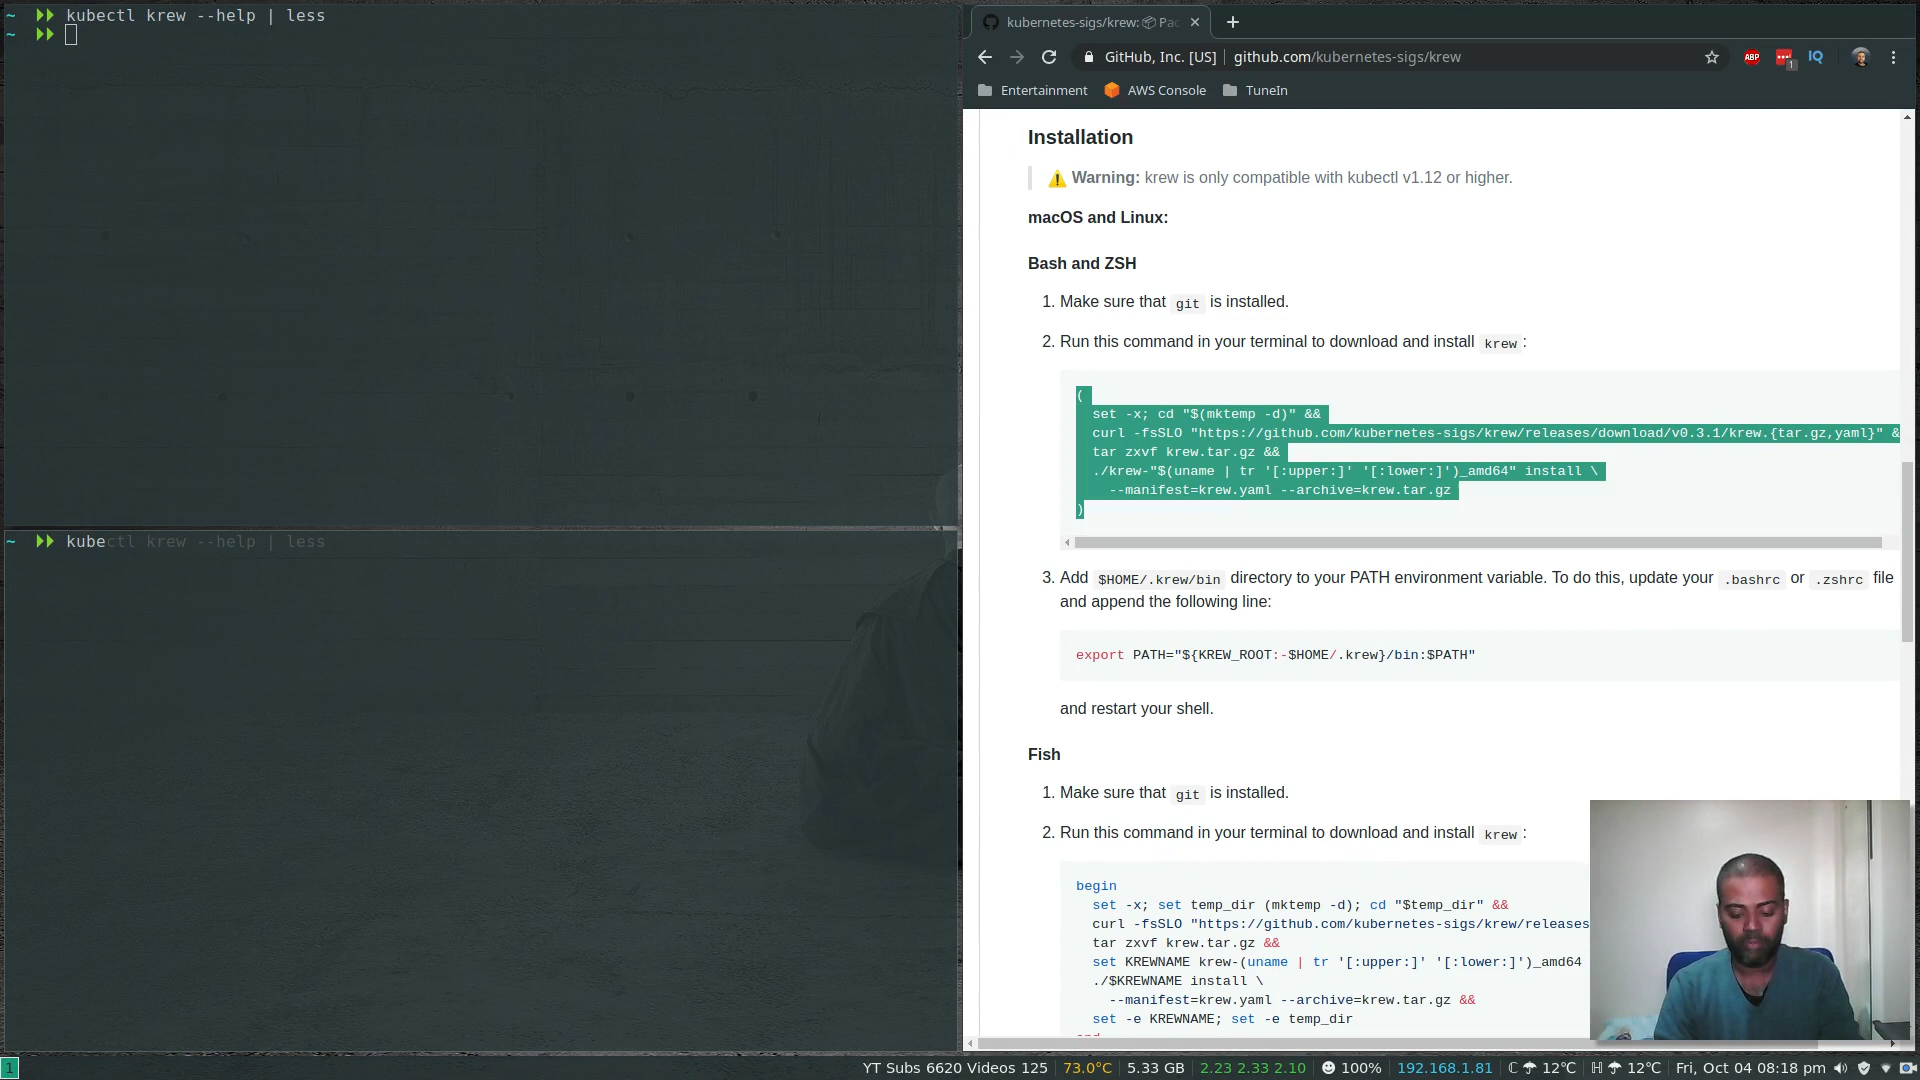 ~ kubectl krew --help | less
~
~ kubectl krew --help | less
kubernetes-sigs/krew: Pac
GitHub, Inc. [US] github.com/kubernetes-sigs/krew
ABP
1
IQ
Entertainment AWS Console TuneIn
Installation
Warning: krew is only compatible with kubectl v1.12 or higher.
macOS and Linux:
Bash and ZSH
1. Make sure that git is installed.
2. Run this command in your terminal to download and install krew :
(
set -x; cd "$(mktemp -d)" &&
curl -fsSLO "https://github.com/kubernetes-sigs/krew/releases/download/v0.3.1/krew.{tar.gz,yaml}" &
tar zxvf krew.tar.gz &&
./krew-"$(uname | tr '[:upper:]' '[:lower:]')_amd64" install \
--manifest=krew.yaml --archive=krew.tar.gz
)
3. Add $HOME/.krew/bin directory to your PATH environment variable. To do this, update your .bashrc or .zshrc file
and append the following line:
export PATH="${KREW_ROOT:-$HOME/.krew}/bin:$PATH"
and restart your shell.
Fish
1. Make sure that git is installed.
2. Run this command in your terminal to download and install krew :
begin
set -x; set temp_dir (mktemp -d); cd "$temp_dir" &&
curl -fsSLO "https://github.com/kubernetes-sigs/krew/releases
tar zxvf krew.tar.gz &&
set KREWNAME krew-(uname | tr '[:upper:]' '[:lower:]')_amd64
./$KREWNAME install \
--manifest=krew.yaml --archive=krew.tar.gz &&
set -e KREWNAME; set -e temp_dir
1 YT Subs 6620 Videos 125 73.0°C 5.33 GB 2.23 2.33 2.10 100% 192.168.1.81 C 12°C H 12°C Fri, Oct 04 08:18 pm